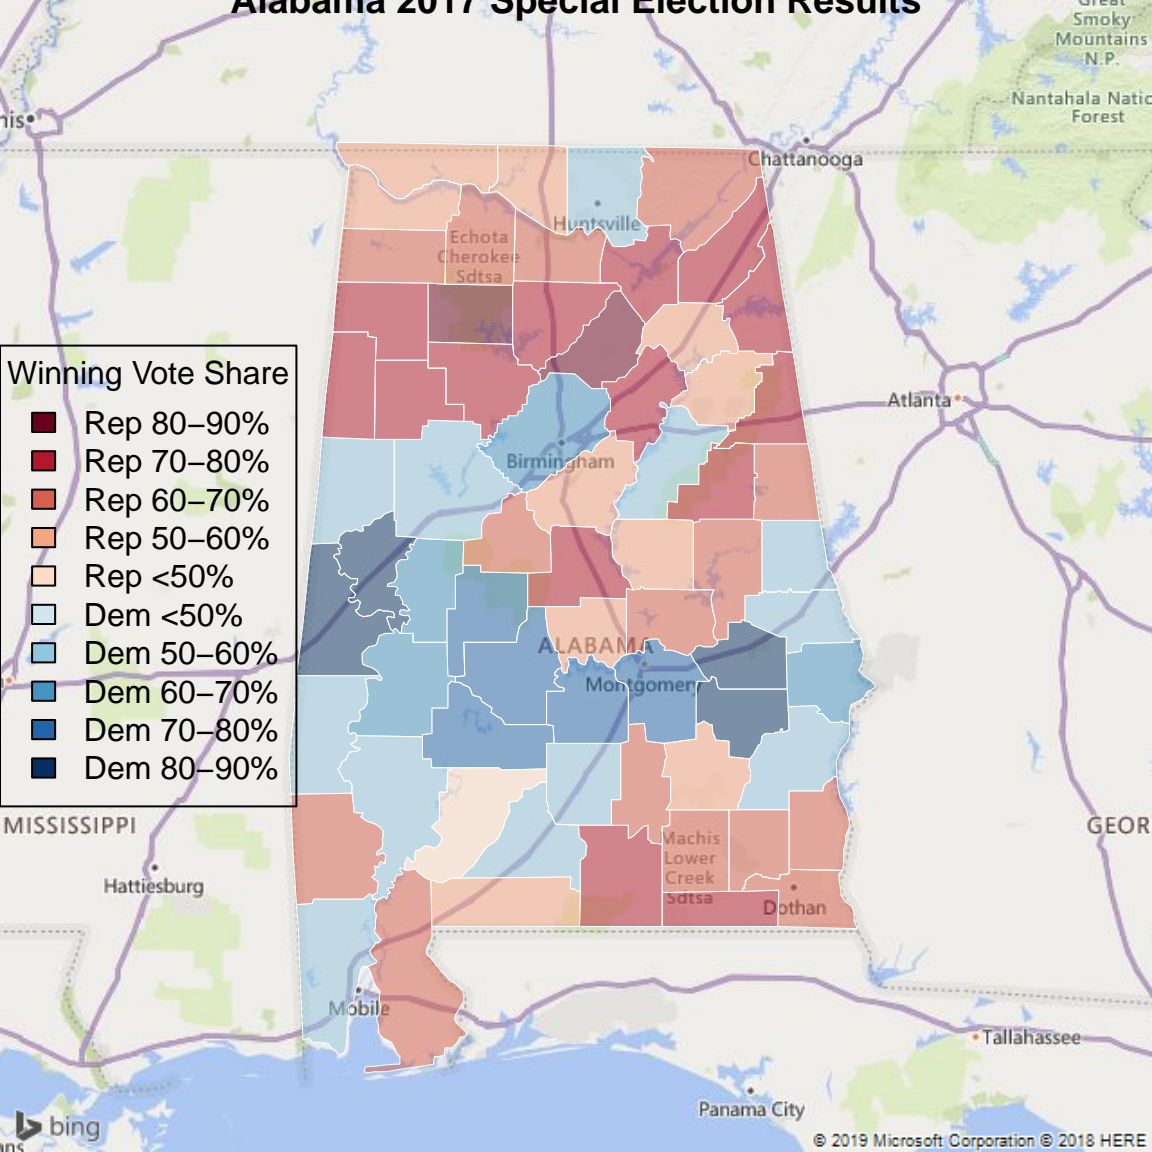 Alabama 2017 Special Election Results
Great
Smoky
Mountains
N.P.
Nantahala Natic
Forest
his
Chattanooga
Huntsville
Echota
Cherokee
Sdtsa
Winning Vote Share
Rep 80–90%
Rep 70–80%
Rep 60–70%
Rep 50–60%
Rep <50%
Dem <50%
Dem 50–60%
Dem 60–70%
Dem 70–80%
Dem 80–90%
Atlanta
Birmingham
ALABAMA
Montgomery
MISSISSIPPI
GEOR
Machis
Lower
Creek
Sdtsa
Hattiesburg
Dothan
Mobile
Tallahassee
Panama City
bing
ans
© 2019 Microsoft Corporation © 2018 HERE